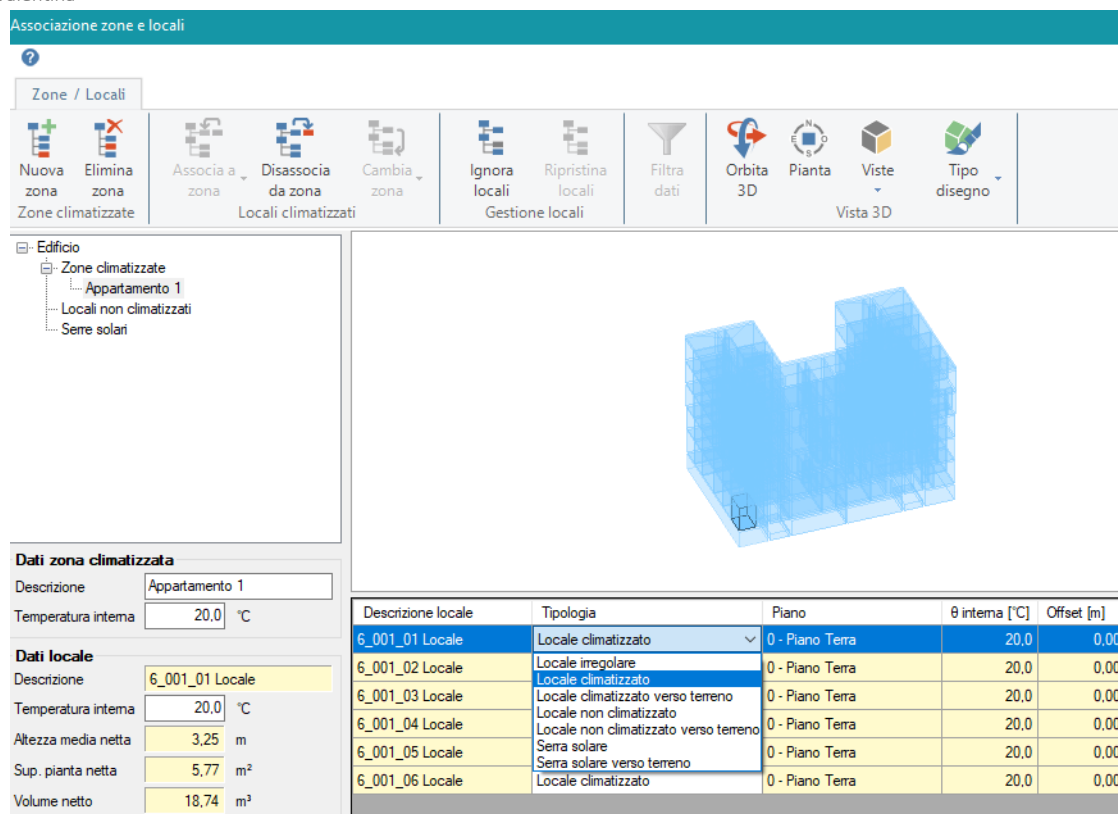 Associazione zone e locali
Zone / Locali
Nuova zona
Elimina zona
Associa a zona
Disassocia da zona
Cambia zona
Ignora locali
Ripristina locali
Filtra dati
Orbita 3D
Pianta
Viste
Tipo disegno
Zone climatizzate
Locali climatizzati
Gestione locali
Vista 3D
Edificio
Zone climatizzate
Appartamento 1
Locali non climatizzati
Serre solari
Dati zona climatizzata
Descrizione Appartamento 1
Temperatura interna 20,0 °C
Dati locale
Descrizione 6_001_01 Locale
Temperatura interna 20,0 °C
Altezza media netta 3,25 m
Sup. pianta netta 5,77 m²
Volume netto 18,74 m³
Descrizione locale Tipologia Piano θ interna [°C] Offset [m]
6_001_01 Locale Locale climatizzato 0 - Piano Terra 20,0 0,00
6_001_02 Locale 0 - Piano Terra 20,0 0,00
6_001_03 Locale 0 - Piano Terra 20,0 0,00
6_001_04 Locale 0 - Piano Terra 20,0 0,00
6_001_05 Locale 0 - Piano Terra 20,0 0,00
6_001_06 Locale Locale climatizzato 0 - Piano Terra 20,0 0,00
Locale irregolare
Locale climatizzato
Locale climatizzato verso terreno
Locale non climatizzato
Locale non climatizzato verso terreno
Serra solare
Serra solare verso terreno